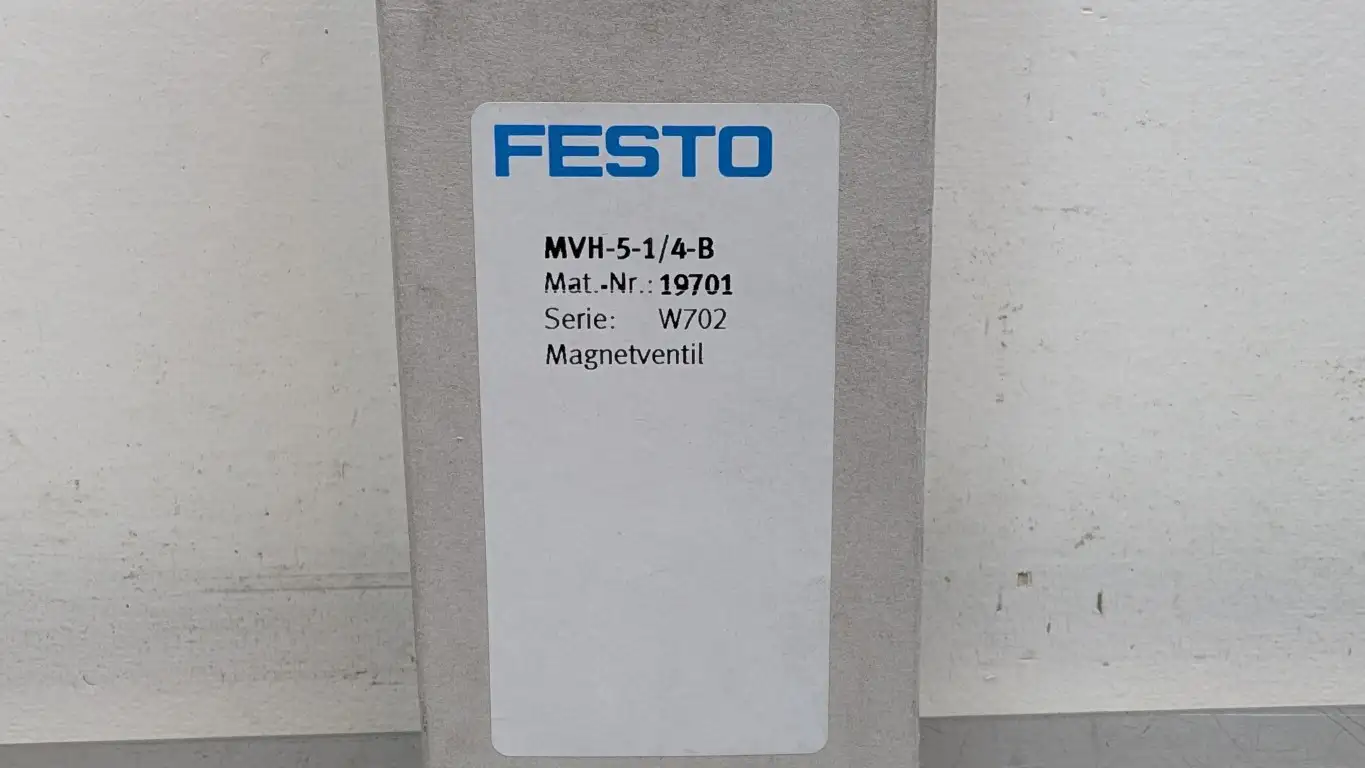 FESTO
MVH-5-1/4-B
Mat.-Nr.: 19701
Serie: W702
Magnetventil